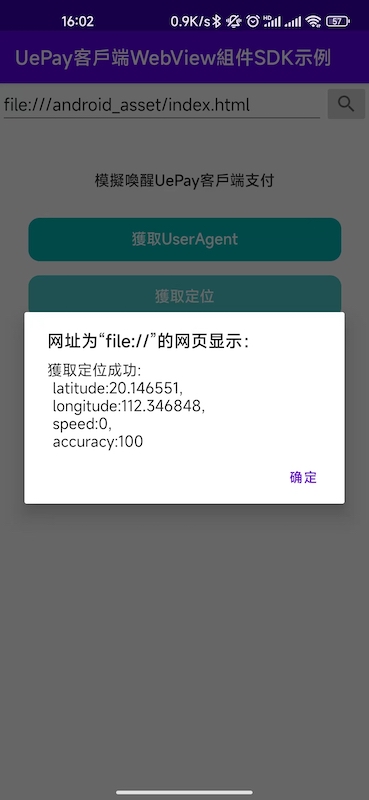 16:02 0.9K/s HD 57
UePay客戶端WebView組件SDK示例
file:///android_asset/index.html
模擬喚醒UePay客戶端支付
獲取UserAgent
獲取定位
网址为“file://”的网页显示：
獲取定位成功:
latitude:20.146551,
longitude:112.346848,
speed:0,
accuracy:100
确定